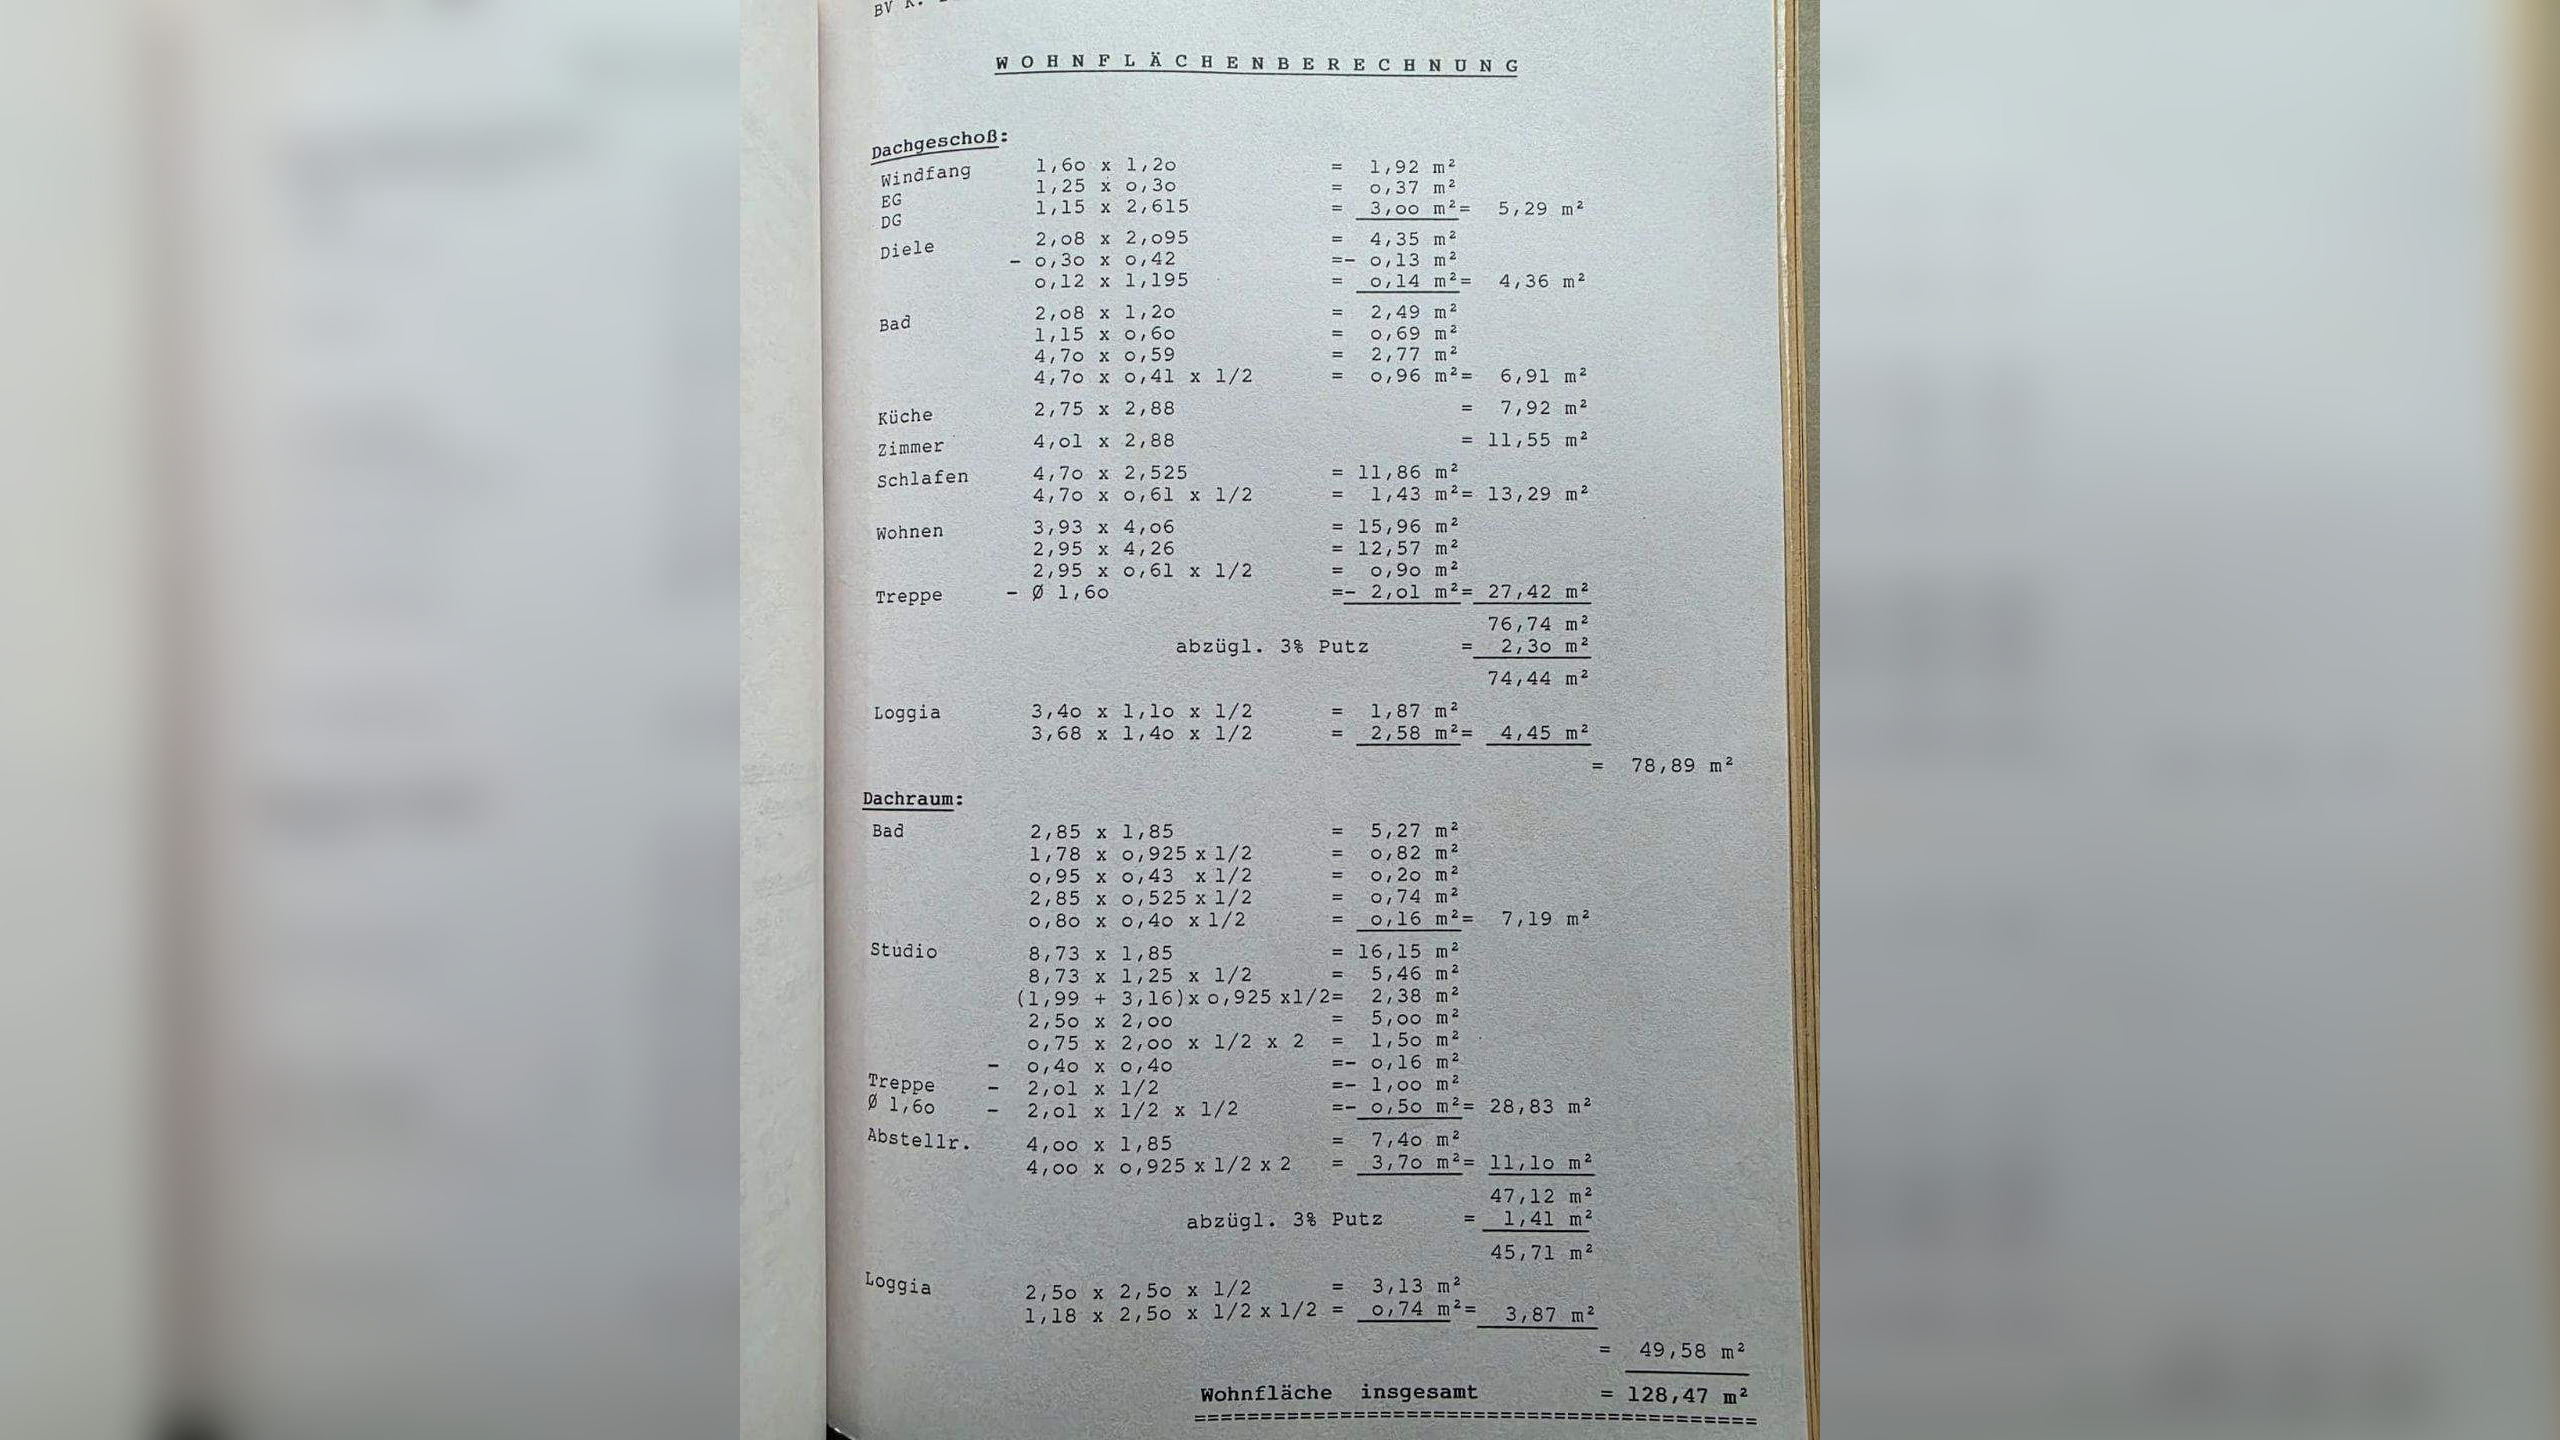 BV K.
WOHNFLÄCHENBERECHNUNG
Dachgeschoß:
Windfang 1,6o x 1,2o = 1,92 m²
EG 1,25 x o,3o = o,37 m²
DG 1,15 x 2,615 = 3,oo m² = 5,29 m²
Diele 2,o8 x 2,o95 = 4,35 m²
- o,3o x o,42 =- o,13 m²
o,12 x 1,195 = o,14 m² = 4,36 m²
Bad 2,o8 x 1,2o = 2,49 m²
1,15 x o,6o = o,69 m²
4,7o x o,59 = 2,77 m²
4,7o x o,41 x 1/2 = o,96 m² = 6,91 m²
Küche 2,75 x 2,88 = 7,92 m²
Zimmer 4,o1 x 2,88 = 11,55 m²
Schlafen 4,7o x 2,525 = 11,86 m²
4,7o x o,61 x 1/2 = 1,43 m² = 13,29 m²
Wohnen 3,93 x 4,o6 = 15,96 m²
2,95 x 4,26 = 12,57 m²
2,95 x o,61 x 1/2 = o,9o m²
Treppe - Ø 1,6o =- 2,o1 m² = 27,42 m²
76,74 m²
abzügl. 3% Putz = 2,3o m²
74,44 m²
Loggia 3,4o x 1,1o x 1/2 = 1,87 m²
3,68 x 1,4o x 1/2 = 2,58 m² = 4,45 m²
= 78,89 m²
Dachraum:
Bad 2,85 x 1,85 = 5,27 m²
1,78 x o,925 x 1/2 = o,82 m²
o,95 x o,43 x 1/2 = o,2o m²
2,85 x o,525 x 1/2 = o,74 m²
o,8o x o,4o x 1/2 = o,16 m² = 7,19 m²
Studio 8,73 x 1,85 = 16,15 m²
8,73 x 1,25 x 1/2 = 5,46 m²
(1,99 + 3,16) x o,925 x1/2 = 2,38 m²
2,5o x 2,oo = 5,oo m²
o,75 x 2,oo x 1/2 x 2 = 1,5o m²
- o,4o x o,4o =- o,16 m²
Treppe - 2,o1 x 1/2 =- 1,oo m²
Ø 1,6o - 2,o1 x 1/2 x 1/2 =- o,5o m² = 28,83 m²
Abstellr. 4,oo x 1,85 = 7,4o m²
4,oo x o,925 x 1/2 x 2 = 3,7o m² = 11,1o m²
47,12 m²
abzügl. 3% Putz = 1,41 m²
45,71 m²
Loggia 2,5o x 2,5o x 1/2 = 3,13 m²
1,18 x 2,5o x 1/2 x 1/2 = o,74 m² = 3,87 m²
= 49,58 m²
Wohnfläche insgesamt = 128,47 m²